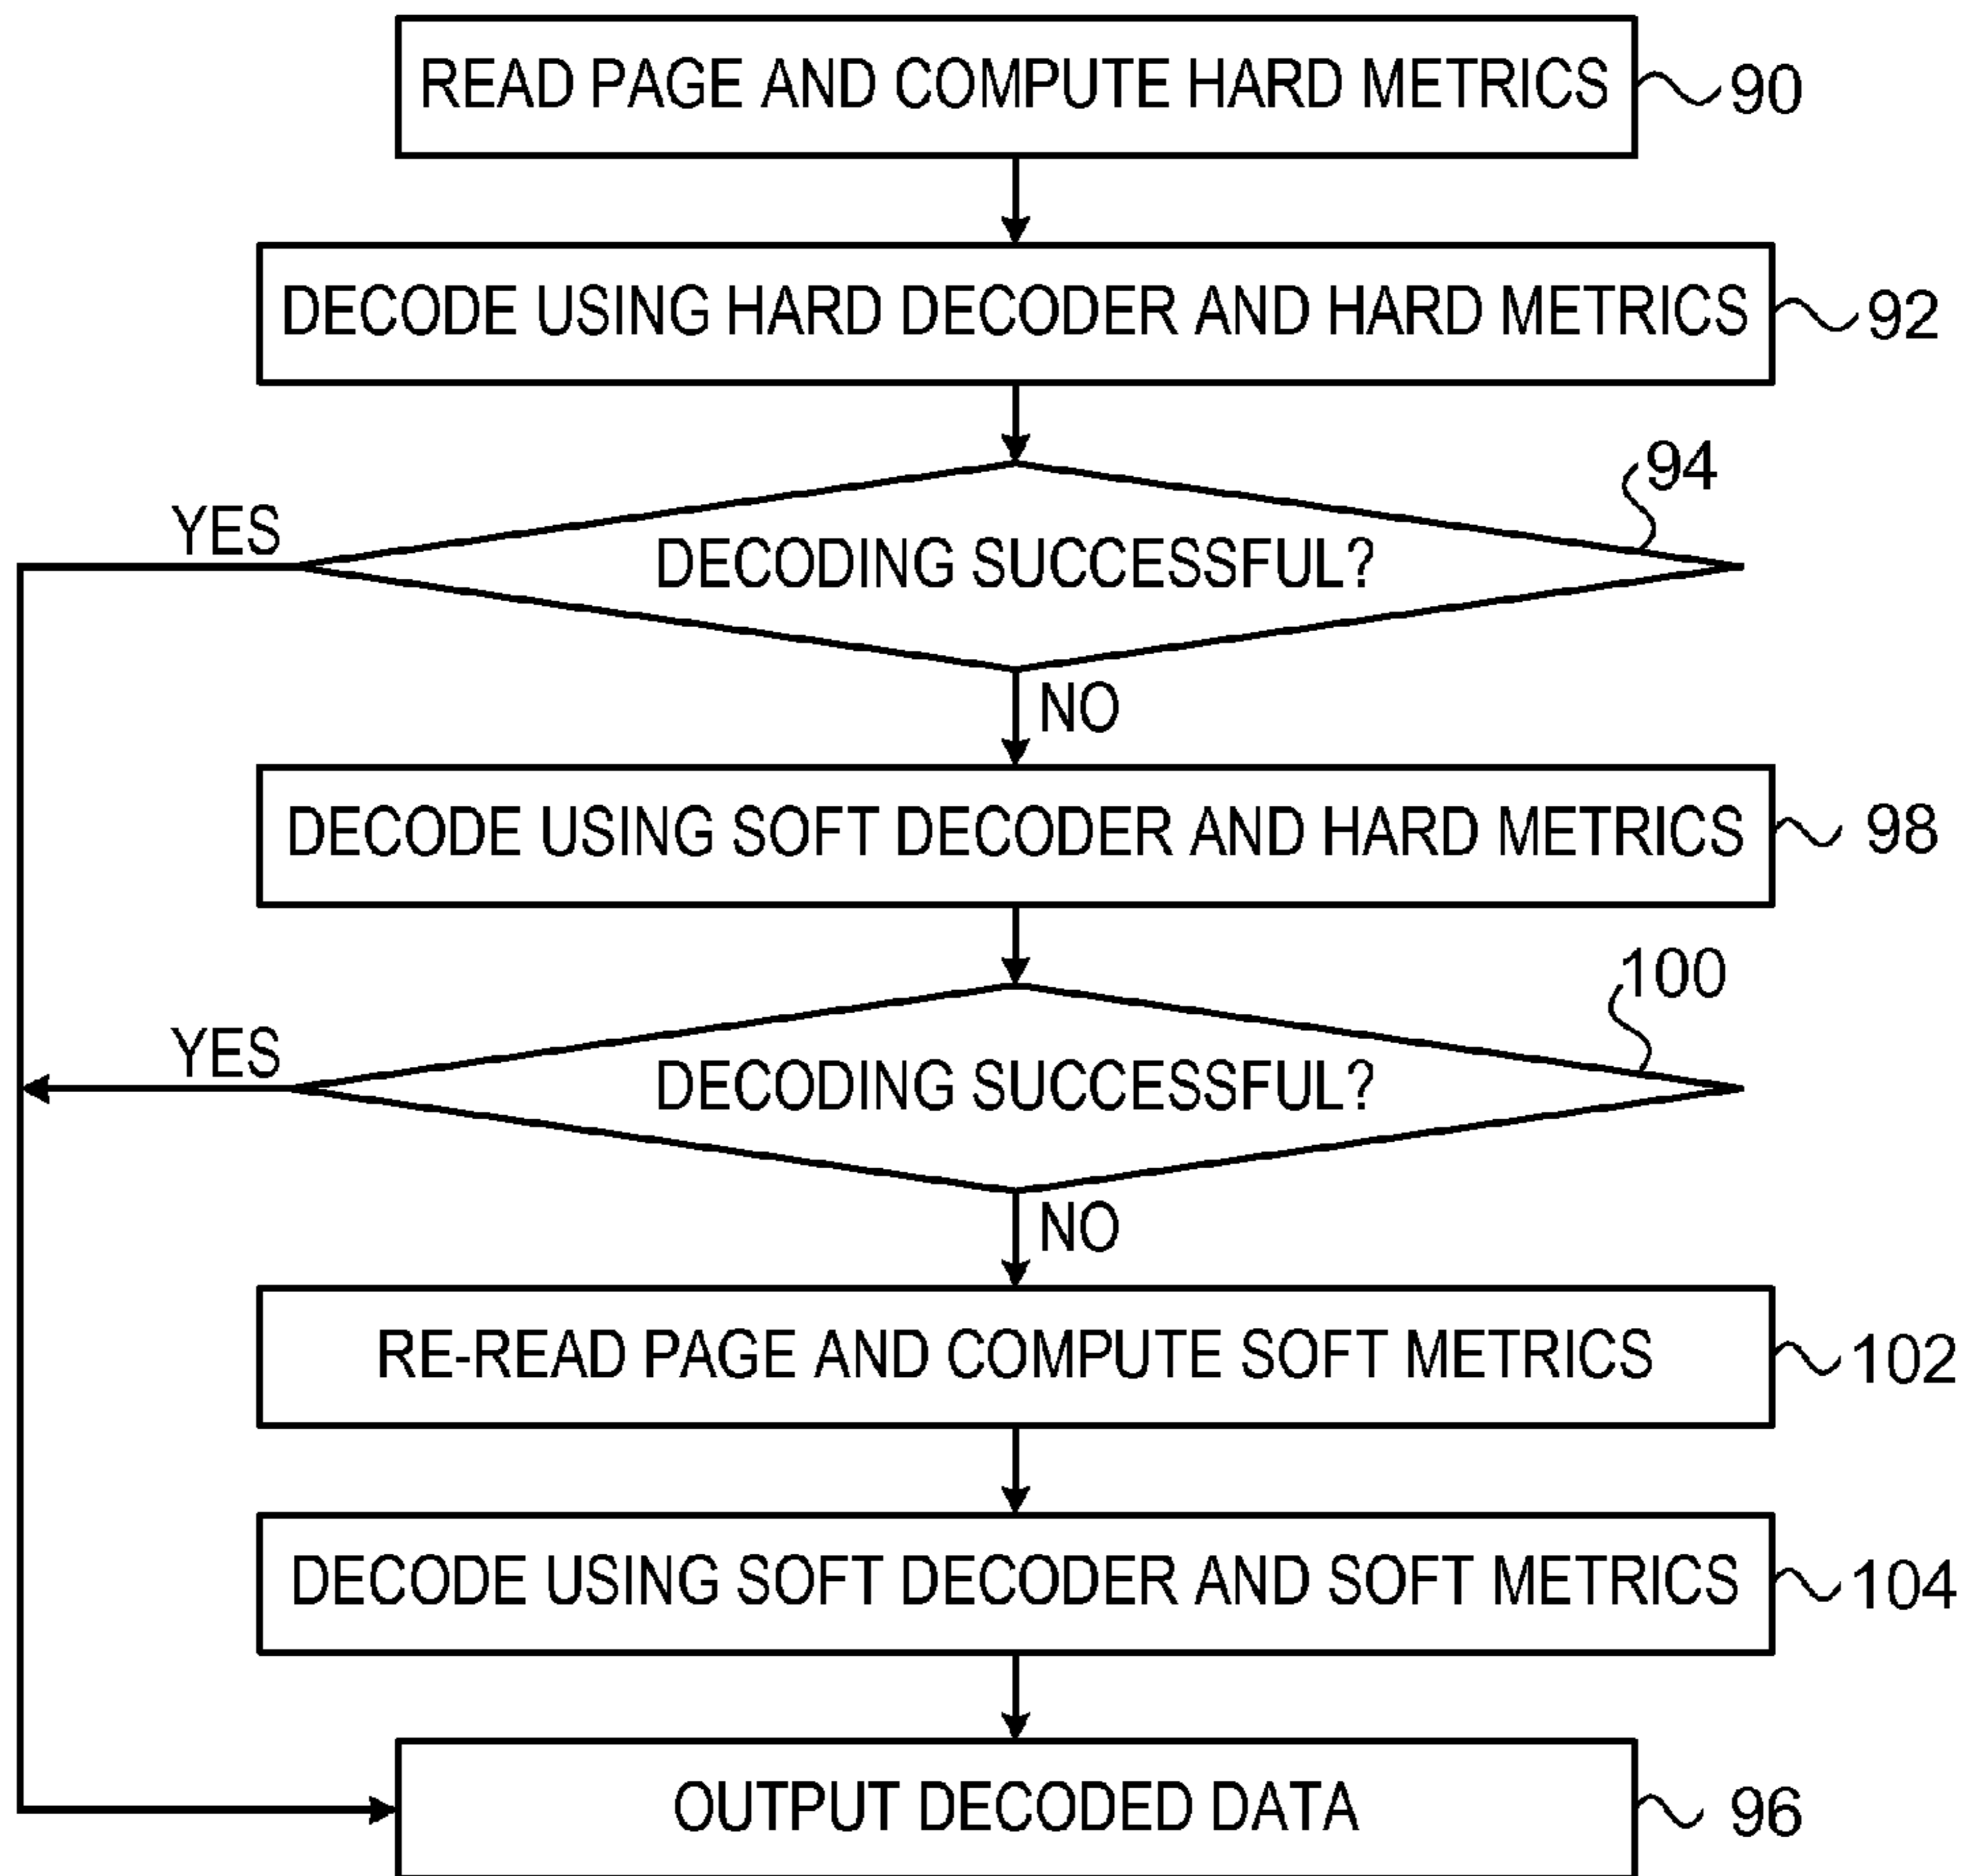 READ PAGE AND COMPUTE HARD METRICS 90
DECODE USING HARD DECODER AND HARD METRICS 92
94
YES
DECODING SUCCESSFUL?
NO
DECODE USING SOFT DECODER AND HARD METRICS 98
100
YES
DECODING SUCCESSFUL?
NO
RE-READ PAGE AND COMPUTE SOFT METRICS 102
DECODE USING SOFT DECODER AND SOFT METRICS 104
OUTPUT DECODED DATA 96